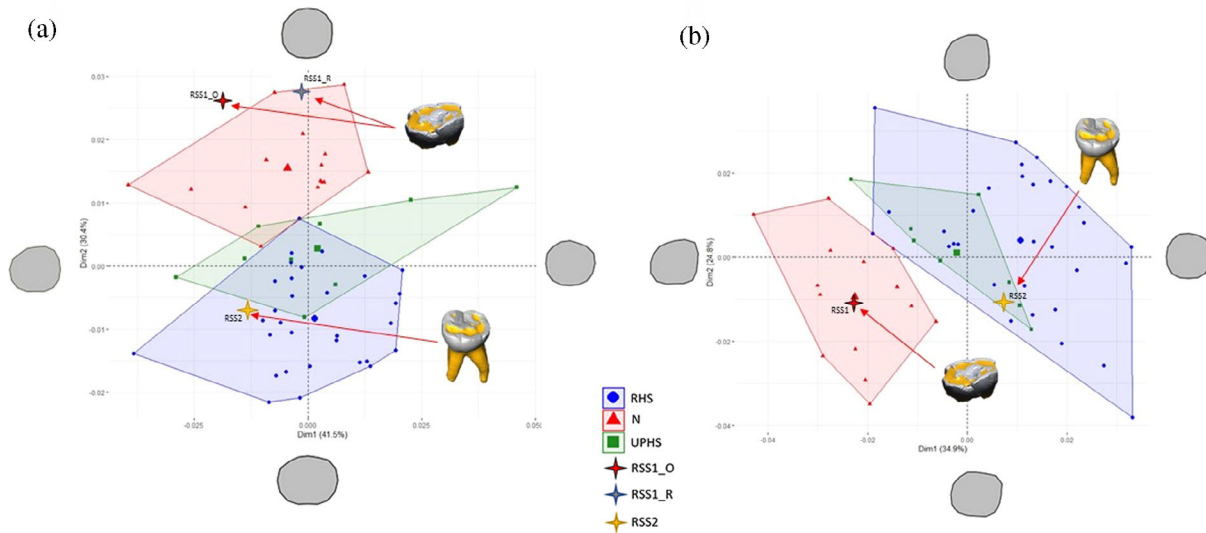 (a)
(b)
RSS1_R
RSS1_O
0.03
0.02
0.01
0.00
-0.01
-0.02
Dim2 (30.4%)
RSS2
-0.025
0.000
0.025
Dim1 (41.5%)
RHS
N
UPHS
RSS1_O
RSS1_R
RSS2
0.02
0.00
-0.02
-0.04
Dim2 (24.8%)
RSS1
RSS2
-0.04
-0.02
0.00
0.02
Dim1 (34.9%)